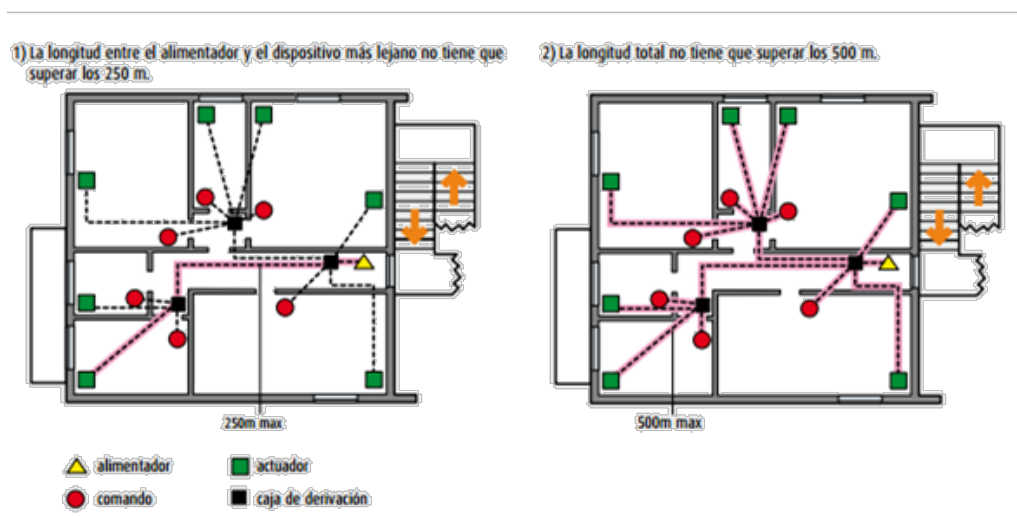 1) La longitud entre el alimentador y el dispositivo más lejano no tiene que
superar los 250 m.
2) La longitud total no tiene que superar los 500 m.
250m max
500m max
alimentador
actuador
comando
caja de derivación